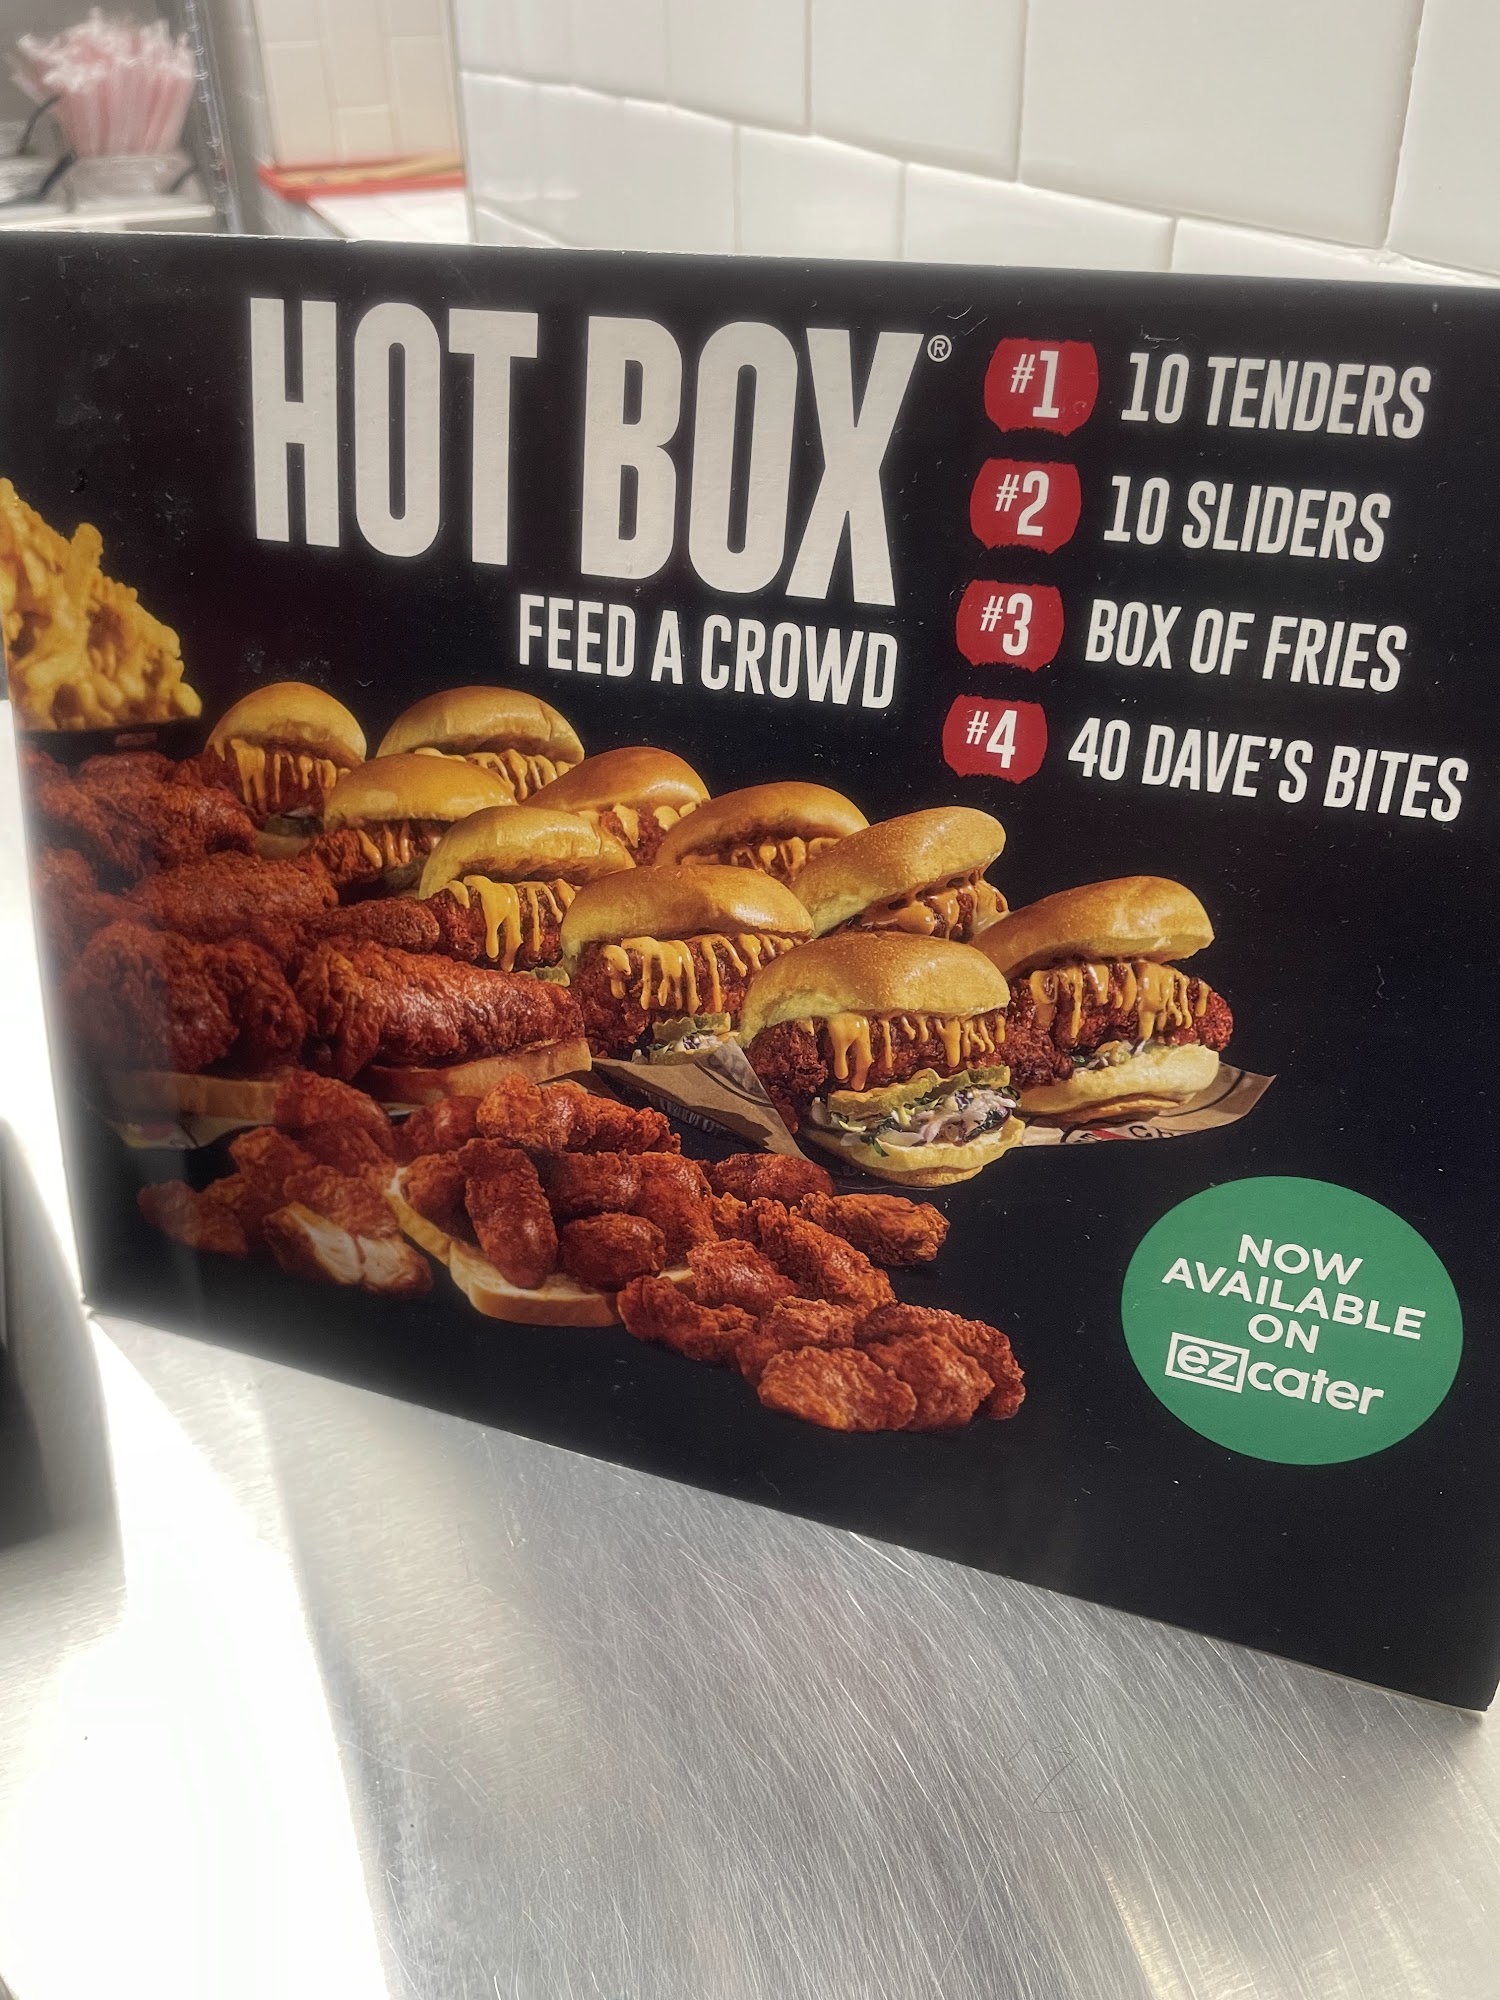 HOT BOX®
FEED A CROWD
#1 10 TENDERS
#2 10 SLIDERS
#3 BOX OF FRIES
#4 40 DAVE'S BITES
NOW
AVAILABLE
ON
ezcater